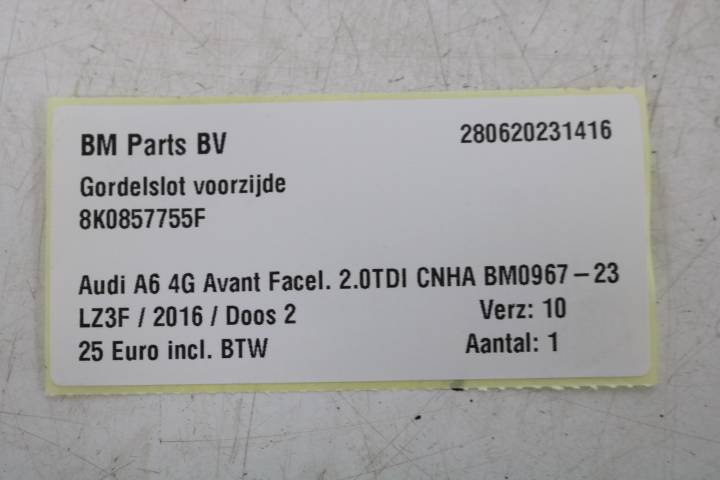 BM Parts BV 280620231416
Gordelslot voorzijde
8K0857755F
Audi A6 4G Avant Facel. 2.0TDI CNHA BM0967-23
LZ3F / 2016 / Doos 2 Verz: 10
25 Euro incl. BTW Aantal: 1